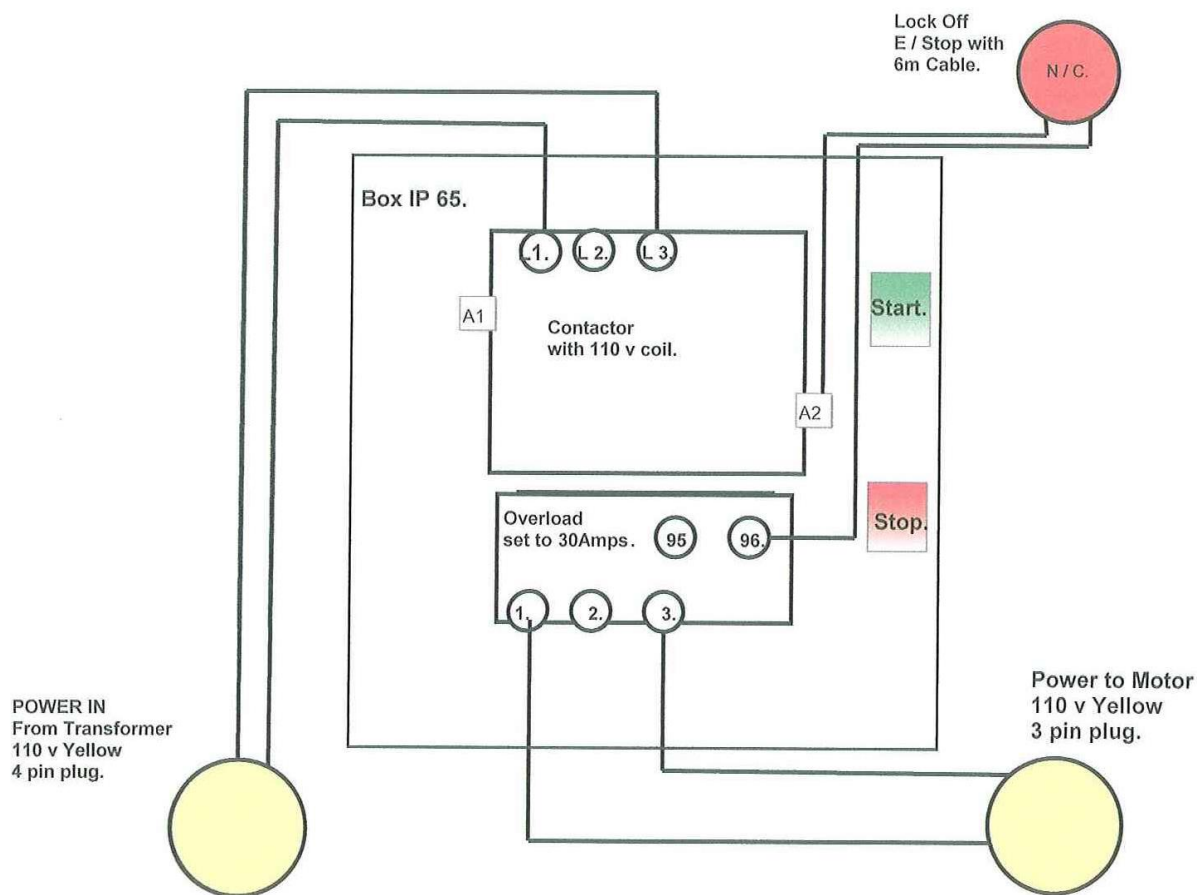 Lock Off
E / Stop with
6m Cable.
N / C.
Box IP 65.
L1.
L 2.
L 3.
A1
Contactor
with 110 v coil.
Start.
A2
Overload
set to 30Amps.
95
96.
Stop.
1.
2.
3.
POWER IN
From Transformer
110 v Yellow
4 pin plug.
Power to Motor
110 v Yellow
3 pin plug.